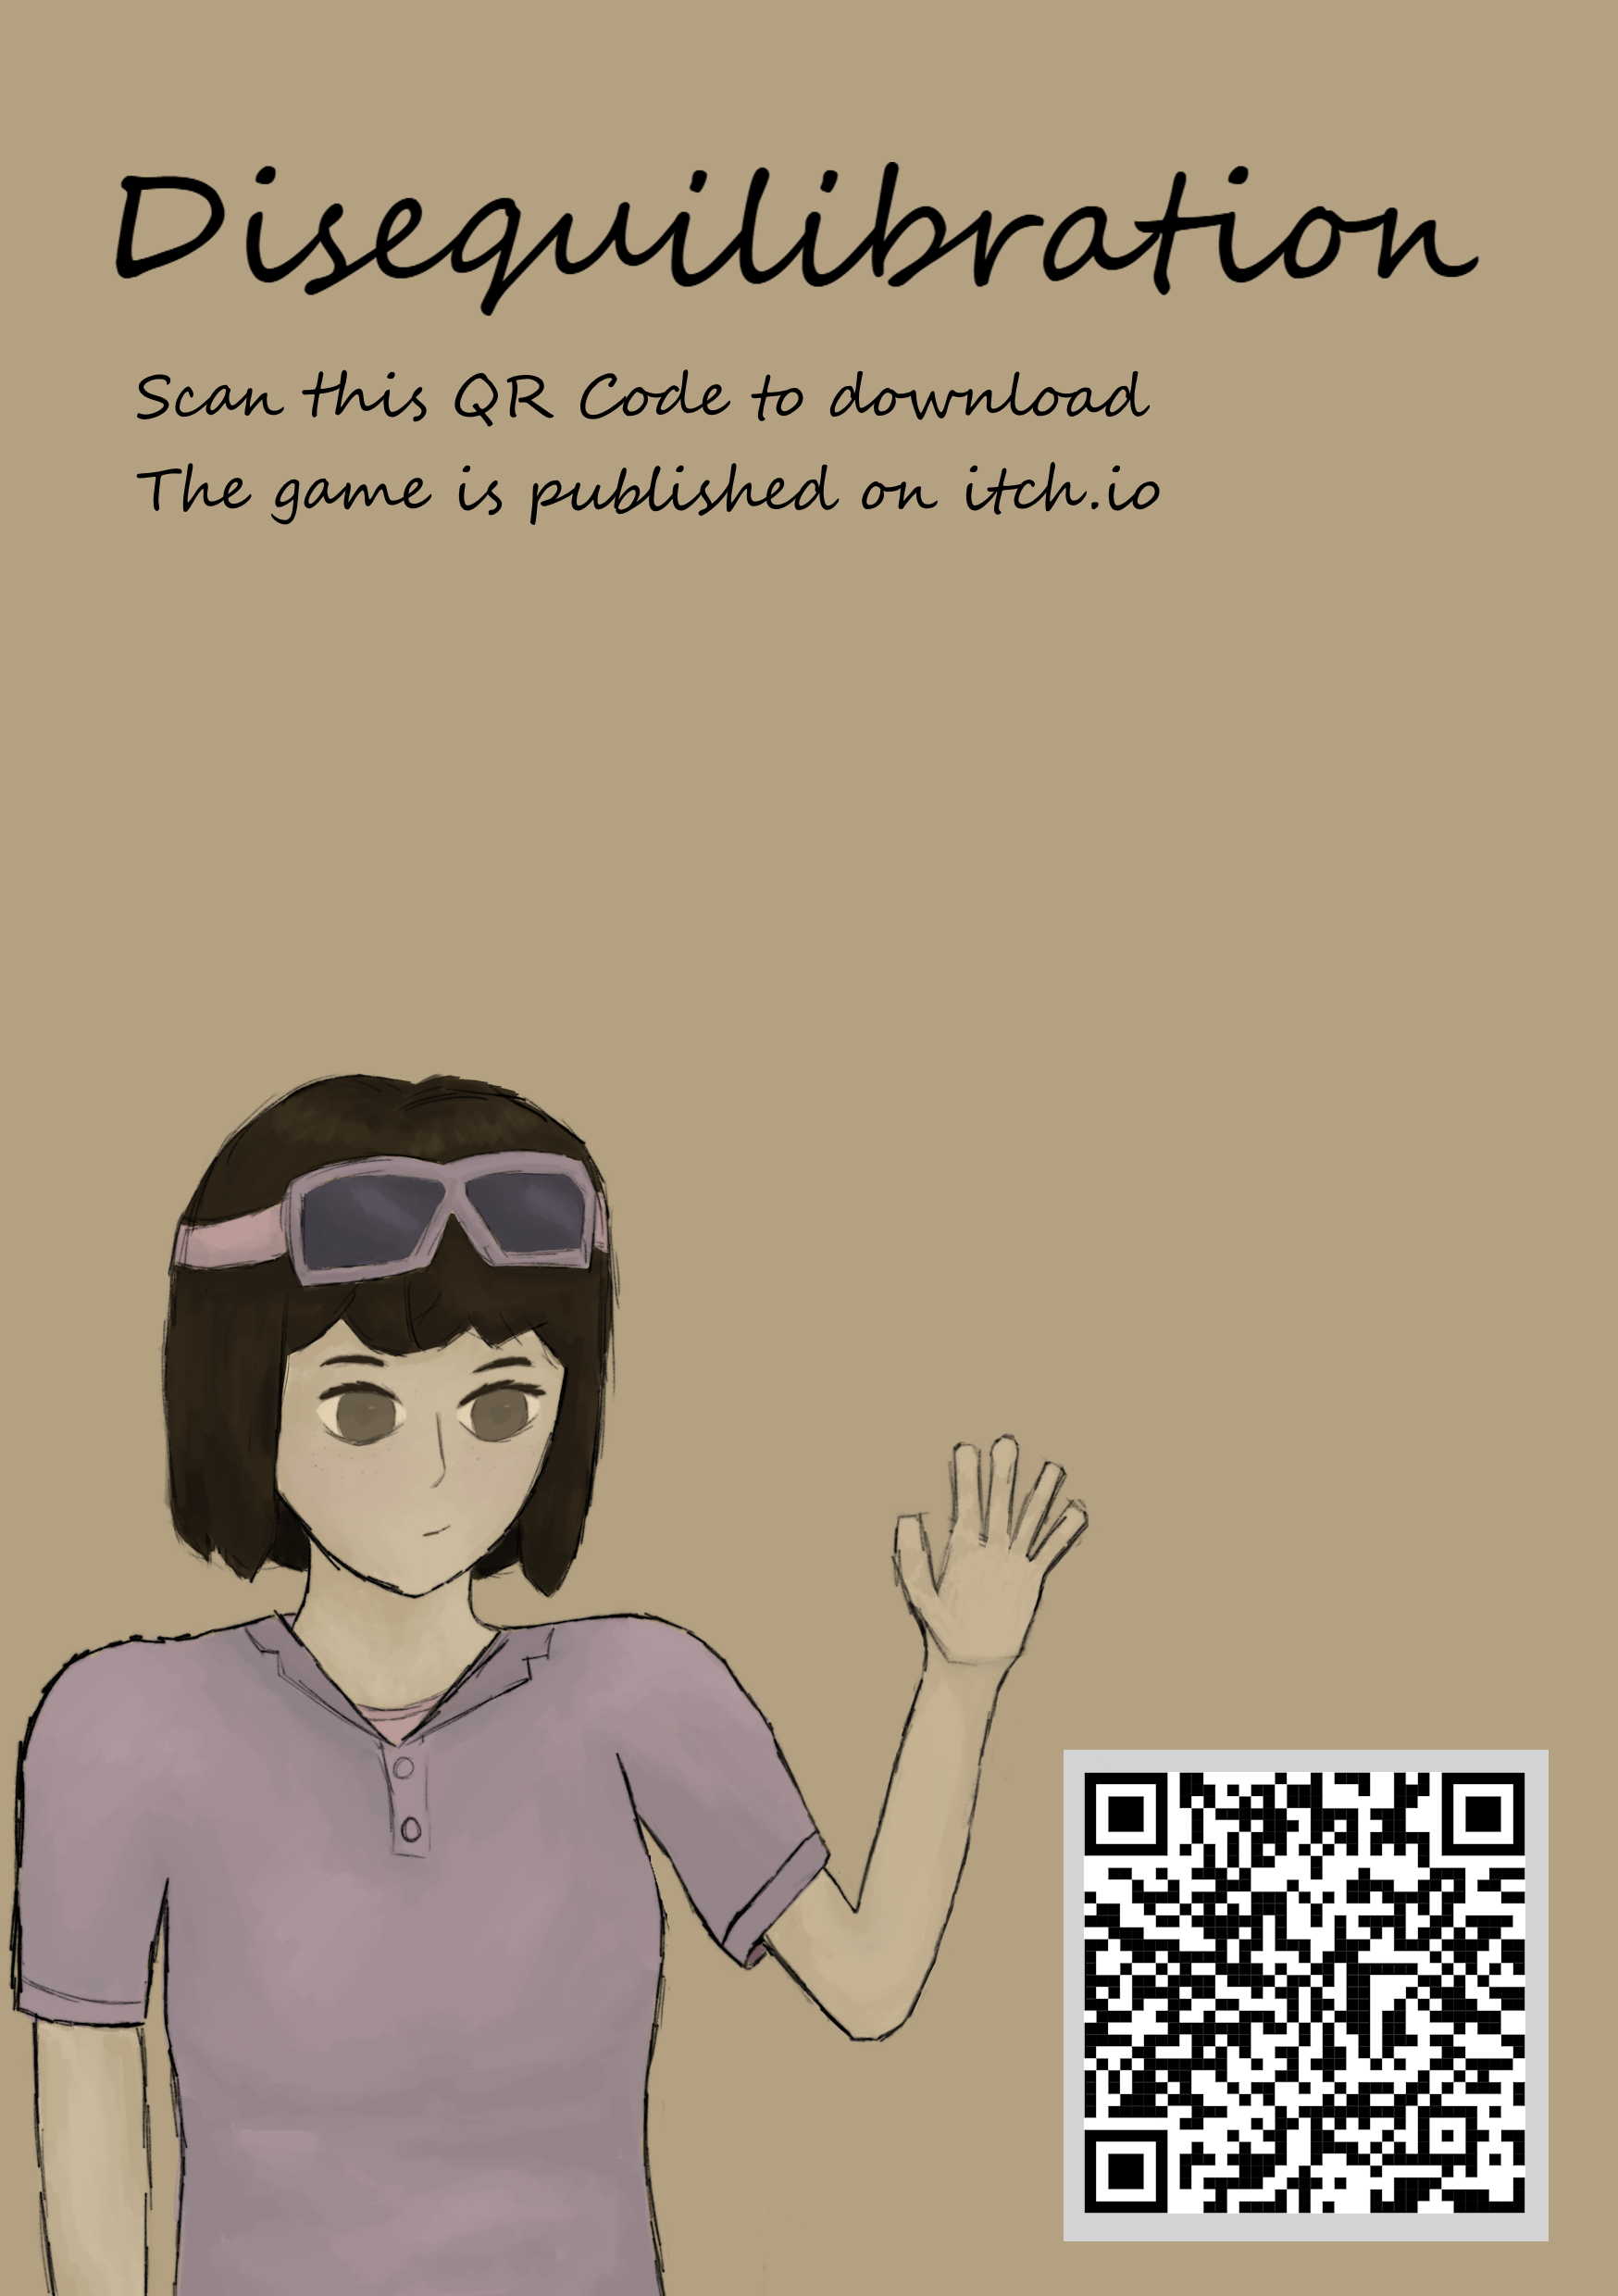 Disequilibration
Scan this QR Code to download
The game is published on itch.io